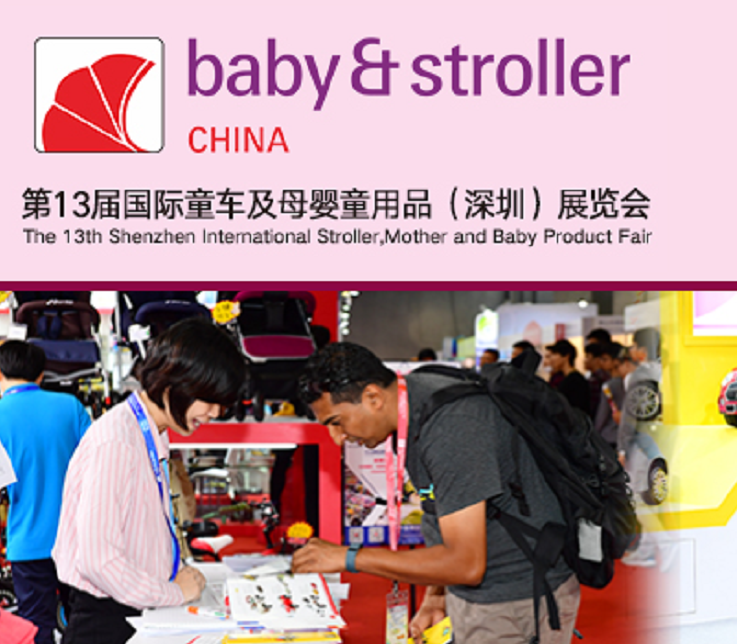 baby & stroller
CHINA
第13届国际童车及母婴童用品（深圳）展览会
The 13th Shenzhen International Stroller,Mother and Baby Product Fair